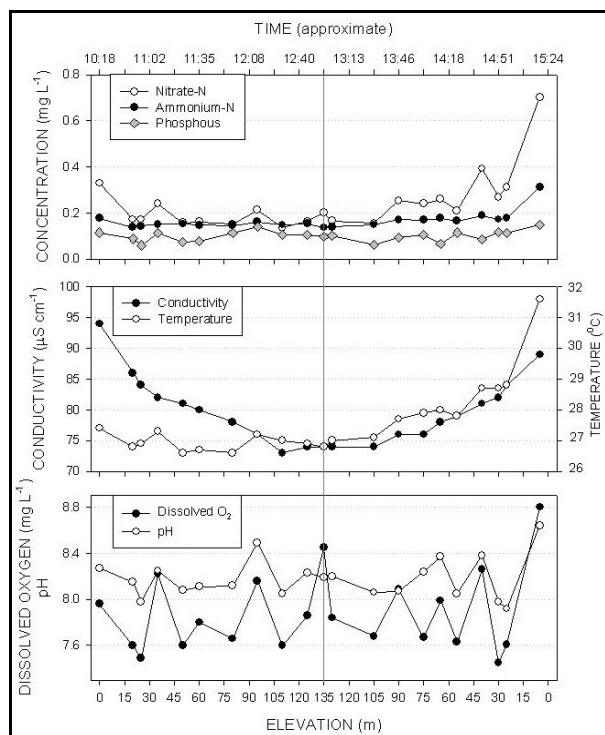 TIME (approximate)
10:18 11:02 11:35 12:08 12:40 13:13 13:46 14:18 14:51 15:24
CONCENTRATION (mg L-1)
0.8
0.6
0.4
0.2
0.0
Nitrate-N
Ammonium-N
Phosphous
CONDUCTIVITY (µS cm-1)
100
95
90
85
80
75
70
Conductivity
Temperature
32
31
30
29
28
27
26
TEMPERATURE (°C)
DISSOLVED OXYGEN (mg L-1)
pH
8.8
8.4
8.0
7.6
Dissolved O2
pH
0 15 30 45 60 75 90 105 120 135 120 105 90 75 60 45 30 15 0
ELEVATION (m)